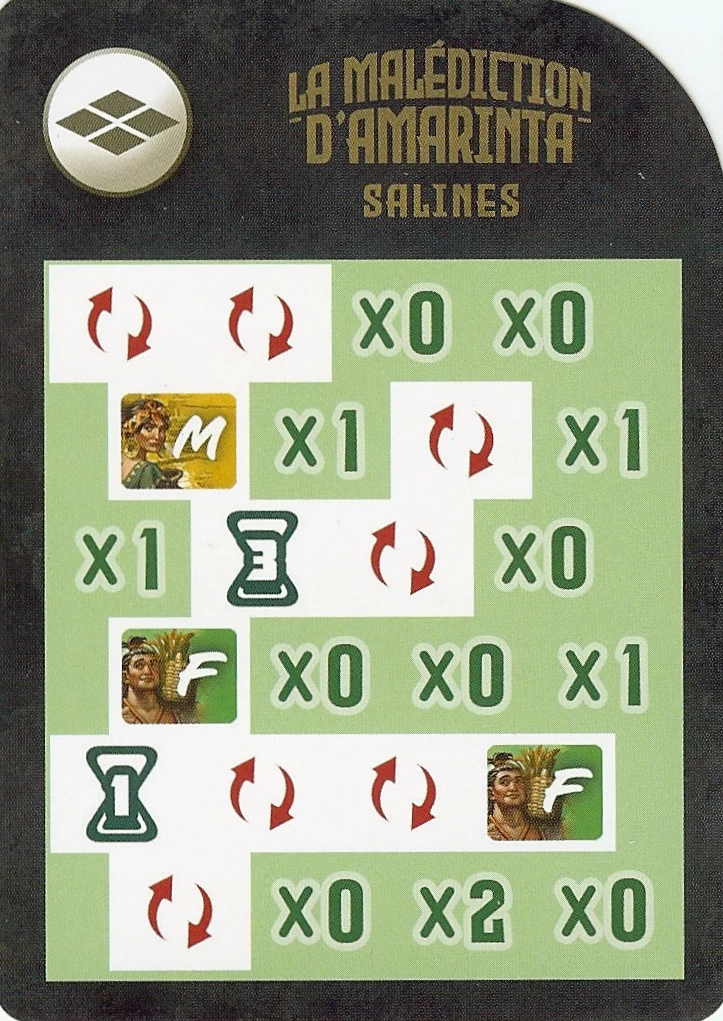 LA MALÉDICTION
D'AMARINTA
SALINES
x0 x0
M x1 x1
x1 3 x0
F x0 x0 x1
1 F
x0 x2 x0